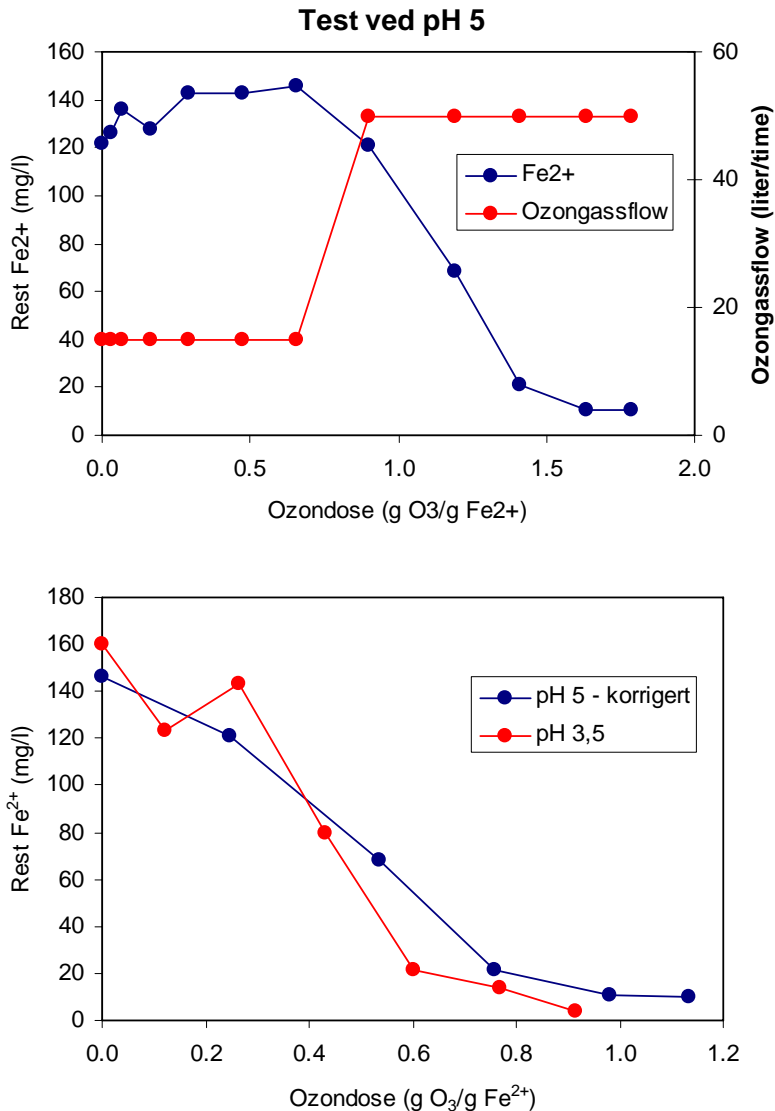 Test ved pH 5
160
140
120
100
80
60
40
20
0
Rest Fe2+ (mg/l)
60
40
20
0
Ozongassflow (liter/time)
Fe2+
Ozongassflow
0.0 0.5 1.0 1.5 2.0
Ozondose (g O3/g Fe2+)
180
160
140
120
100
80
60
40
20
0
Rest Fe²⁺ (mg/l)
pH 5 - korrigert
pH 3,5
0.0 0.2 0.4 0.6 0.8 1.0 1.2
Ozondose (g O₃/g Fe²⁺)